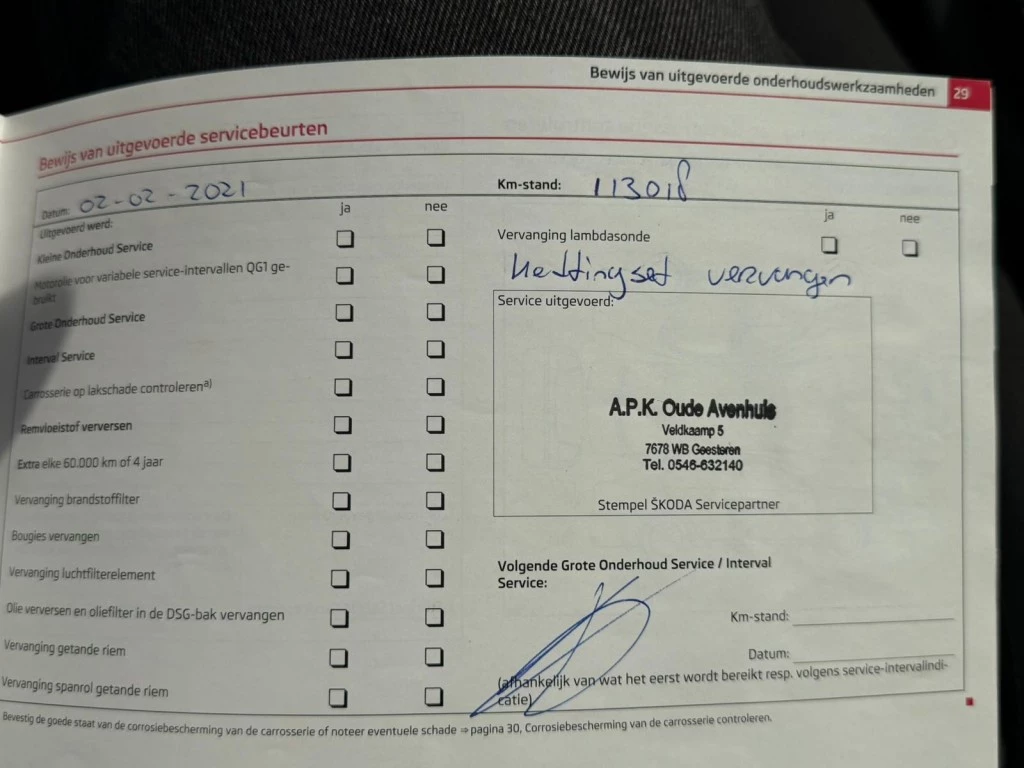 Bewijs van uitgevoerde onderhoudswerkzaamheden 29
Bewijs van uitgevoerde servicebeurten
Datum: 02-02-2021
Km-stand: 113018
Uitgevoerd werd:
ja nee
Kleine Onderhoud Service
Motorolie voor variabele service-intervallen QG1 ge-
bruikt
Grote Onderhoud Service
Interval Service
Carrosserie op lakschade controleren a)
Remvloeistof verversen
Extra elke 60.000 km of 4 jaar
Vervanging brandstoffilter
Bougies vervangen
Vervanging luchtfilterelement
Olie verversen en oliefilter in de DSG-bak vervangen
Vervanging getande riem
Vervanging spanrol getande riem
ja nee
Vervanging lambdasonde
Kettingset vervangen
Service uitgevoerd:
A.P.K. Oude Avenhuis
Veldkaamp 5
7678 WB Geesteren
Tel. 0546-632140
Stempel ŠKODA Servicepartner
Volgende Grote Onderhoud Service / Interval
Service:
Km-stand:
Datum:
(afhankelijk van wat het eerst wordt bereikt resp. volgens service-intervalindi-
catie)
Bevestig de goede staat van de corrosiebescherming van de carrosserie of noteer eventuele schade ⇒ pagina 30, Corrosiebescherming van de carrosserie controleren.